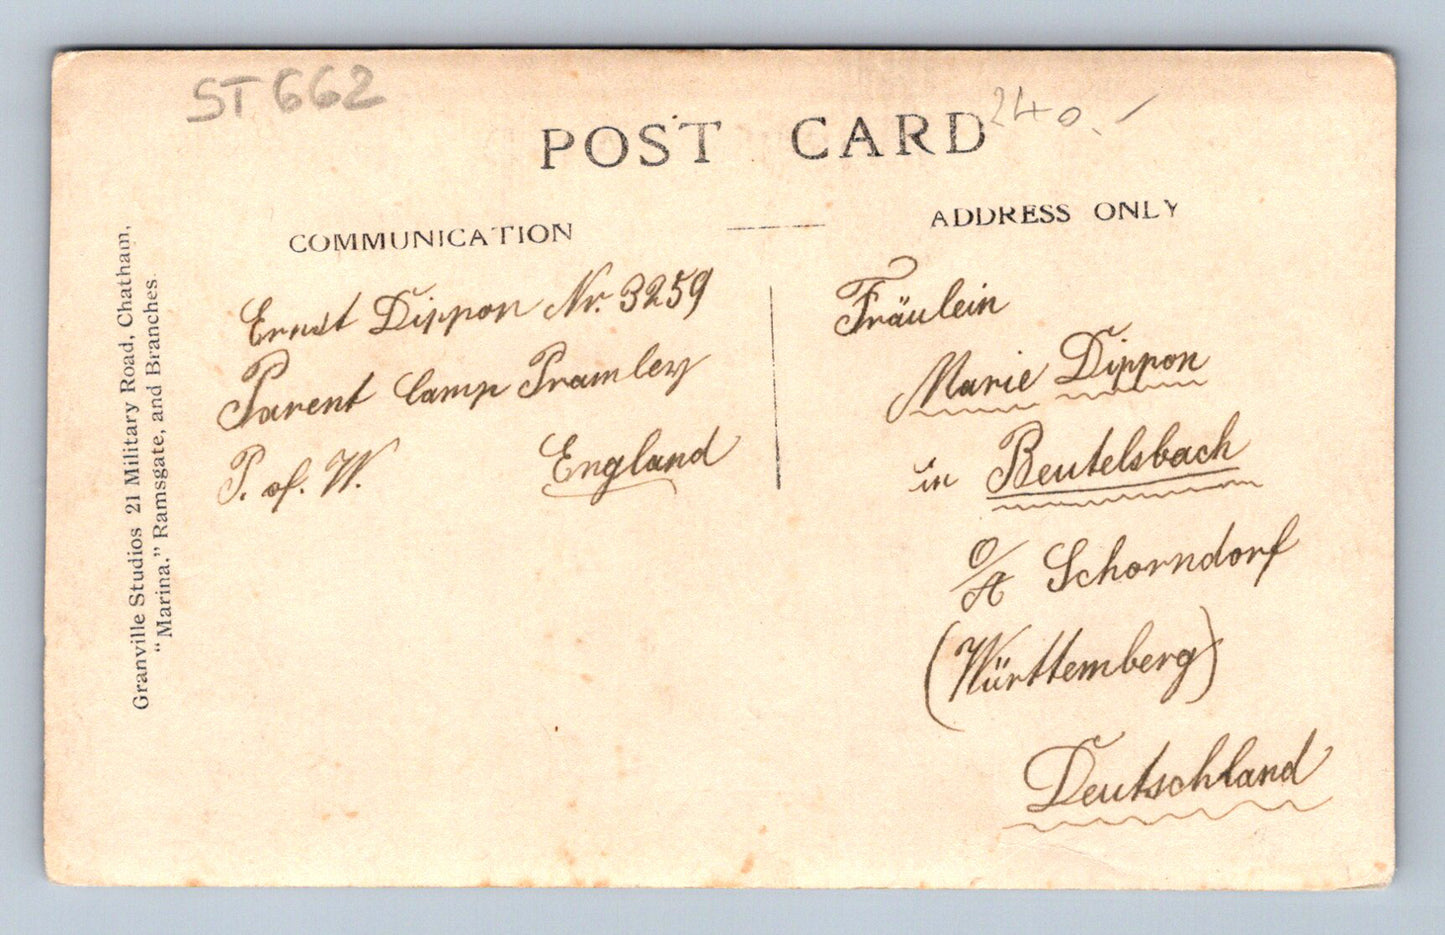 ST 662
240.-
POST CARD
COMMUNICATION
ADDRESS ONLY
Granville Studios 21 Military Road, Chatham,
"Marina." Ramsgate, and Branches
Ernst Dippon Nr. 3259
Parent Camp Bramley
P. of. W. England
Fräulein
Marie Dippon
in Beutelsbach
O/A Schorndorf
(Württemberg)
Deutschland